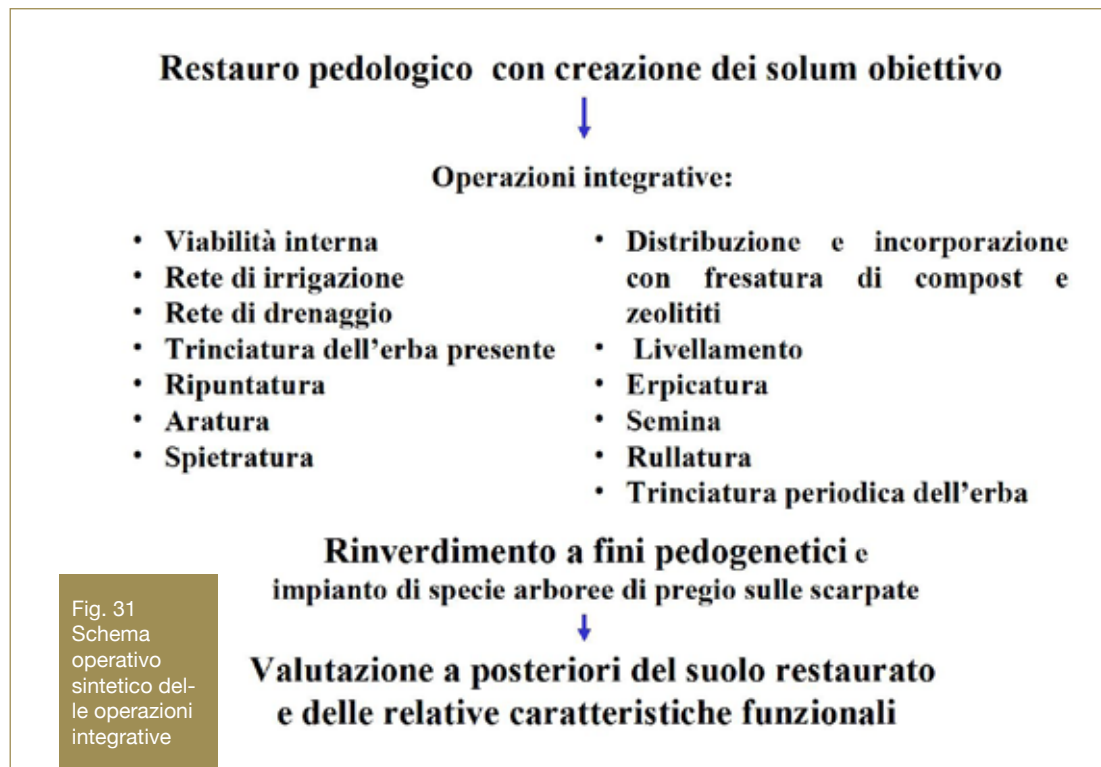 Restauro pedologico con creazione dei solum obiettivo
Operazioni integrative:
• Viabilità interna
• Rete di irrigazione
• Rete di drenaggio
• Trinciatura dell'erba presente
• Ripuntatura
• Aratura
• Spietratura
• Distribuzione e incorporazione
con fresatura di compost e
zeolititi
• Livellamento
• Erpicatura
• Semina
• Rullatura
• Trinciatura periodica dell'erba
Rinverdimento a fini pedogenetici e
impianto di specie arboree di pregio sulle scarpate
Valutazione a posteriori del suolo restaurato
e delle relative caratteristiche funzionali
Fig. 31
Schema
operativo
sintetico del-
le operazioni
integrative